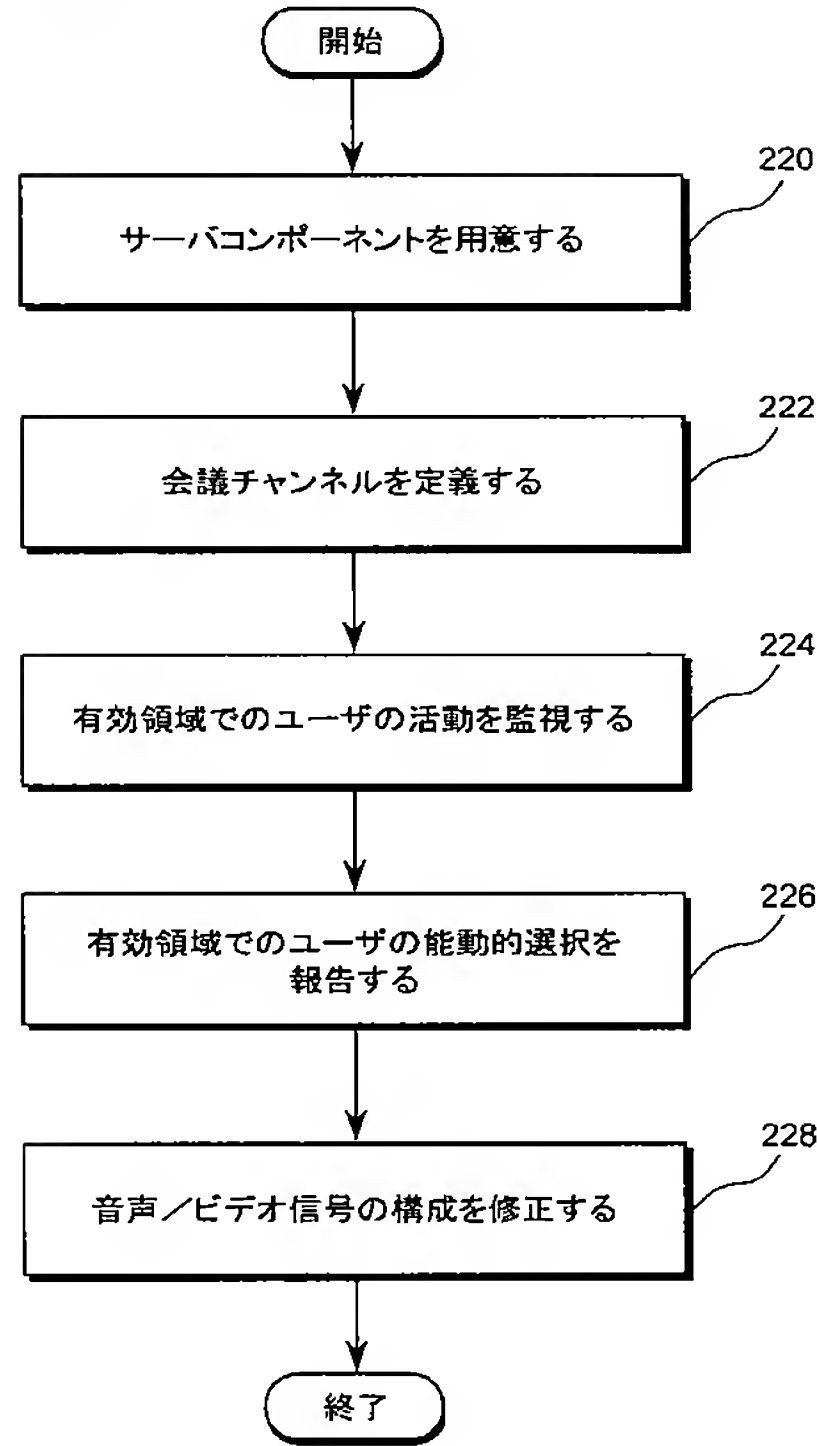 開始
220
サーバコンポーネントを用意する
222
会議チャンネルを定義する
224
有効領域でのユーザの活動を監視する
226
有効領域でのユーザの能動的選択を
報告する
228
音声／ビデオ信号の構成を修正する
終了